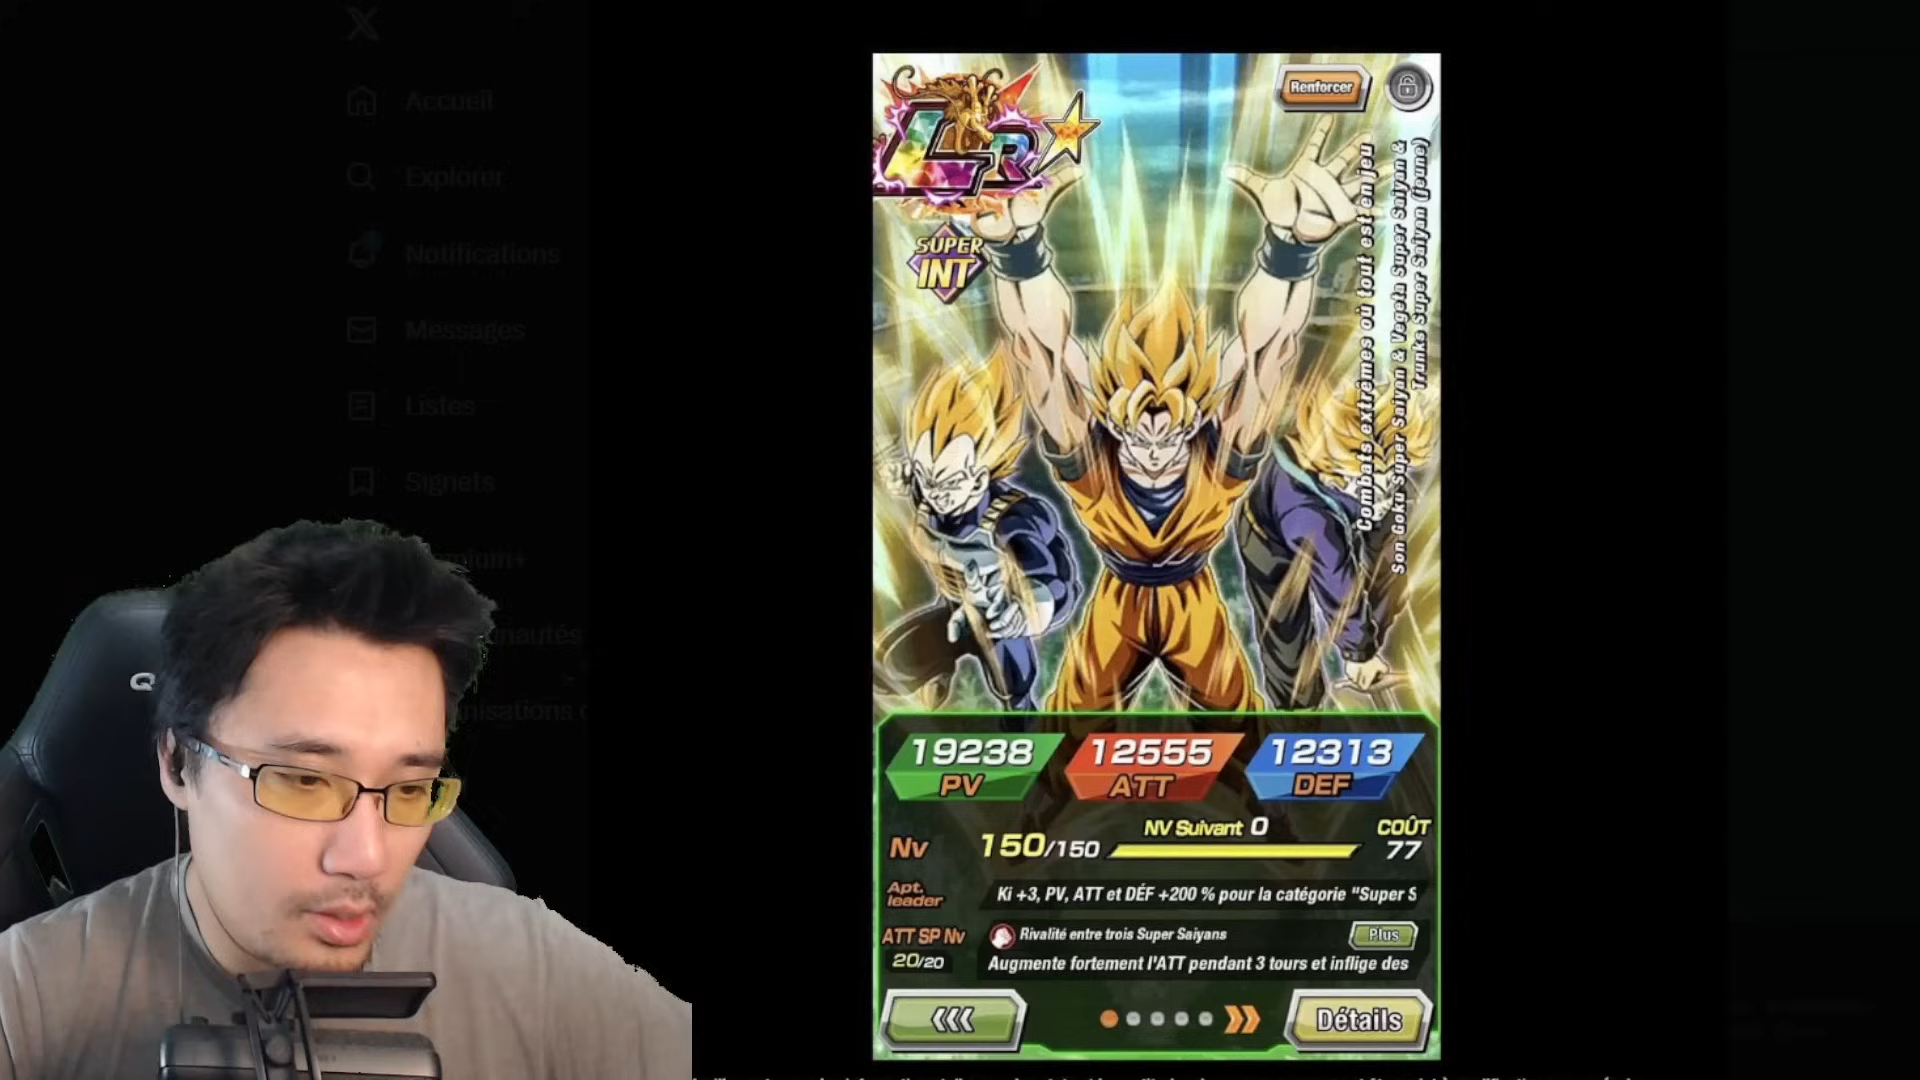 X
Accueil
Explorer
Notifications
Messages
Listes
Signets
LR
Renforcer
SUPER
INT
Combats extrêmes où tout est en jeu
Son Goku Super Saiyan & Vegeta Super Saiyan &
Trunks Super Saiyan (jeune)
19238
PV
12555
ATT
12313
DEF
Nv
150/150
NV Suivant 0
COÛT
77
Apt.
leader
Ki +3, PV, ATT et DÉF +200 % pour la catégorie "Super S
ATT SP Nv
20/20
Rivalité entre trois Super Saiyans
Plus
Augmente fortement l'ATT pendant 3 tours et inflige des
Détails